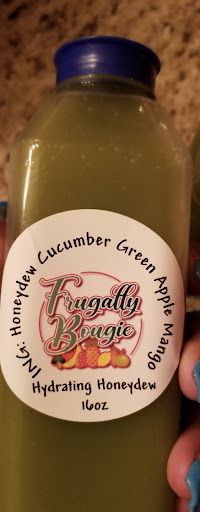 ING: Honeydew Cucumber Green Apple Mango
Frugally
Bougie
Hydrating Honeydew
16oz